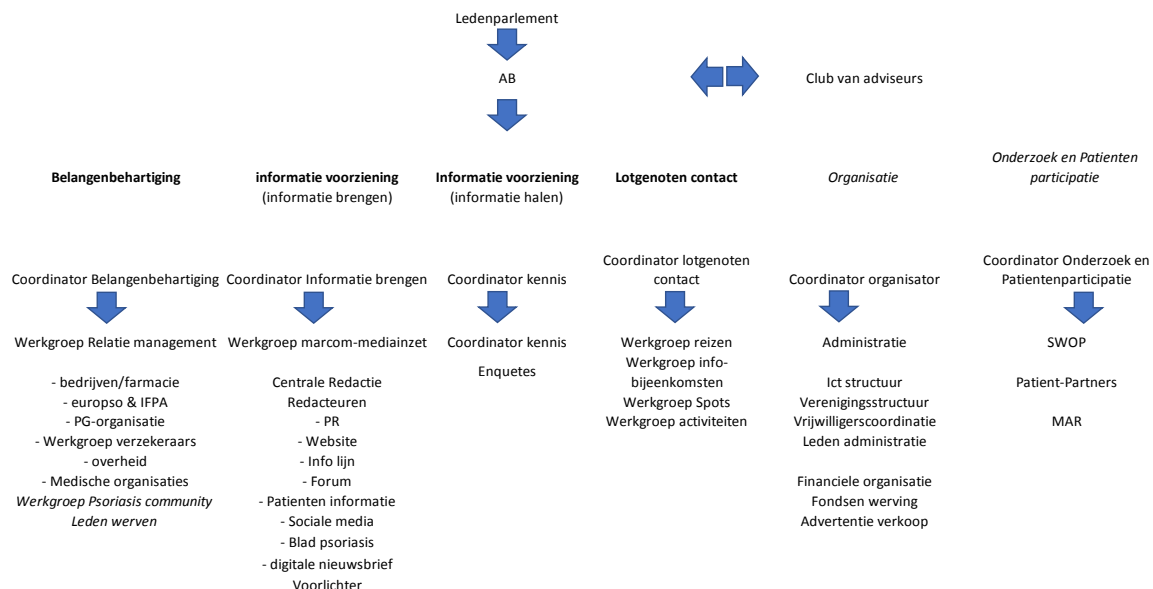 Ledenparlement
AB
Club van adviseurs
Belangenbehartiging
informatie voorziening
(informatie brengen)
Informatie voorziening
(informatie halen)
Lotgenoten contact
Organisatie
Onderzoek en Patienten
participatie
Coordinator Belangenbehartiging
Werkgroep Relatie management
- bedrijven/farmacie
- europso & IFPA
- PG-organisatie
- Werkgroep verzekeraars
- overheid
- Medische organisaties
Werkgroep Psoriasis community
Leden werven
Coordinator Informatie brengen
Werkgroep marcom-mediainzet
Centrale Redactie
Redacteuren
- PR
- Website
- Info lijn
- Forum
- Patienten informatie
- Sociale media
- Blad psoriasis
- digitale nieuwsbrief
Voorlichter
Coordinator kennis
Coordinator kennis
Enquetes
Coordinator lotgenoten
contact
Werkgroep reizen
Werkgroep info-
bijeenkomsten
Werkgroep Spots
Werkgroep activiteiten
Coordinator organisator
Administratie
Ict structuur
Verenigingsstructuur
Vrijwilligerscoordinatie
Leden administratie
Financiele organisatie
Fondsen werving
Advertentie verkoop
Coordinator Onderzoek en
Patientenparticipatie
SWOP
Patient-Partners
MAR